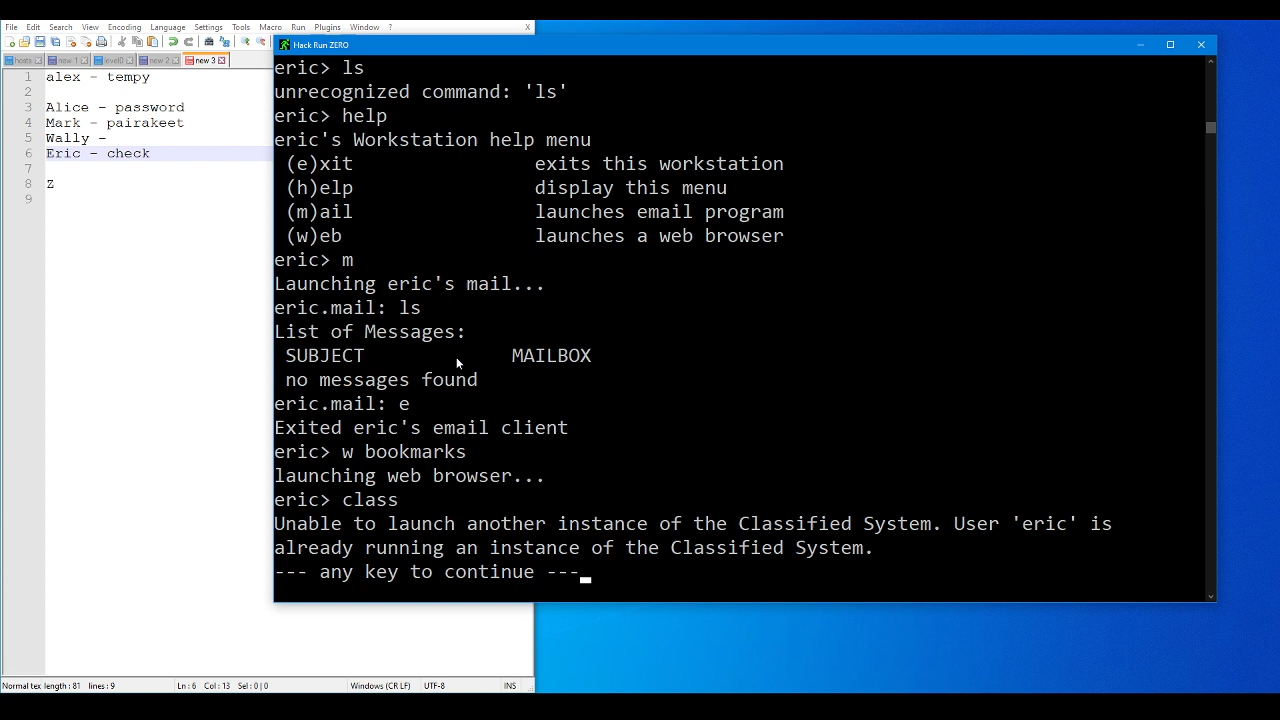 File Edit Search View Encoding Language Settings Tools Macro Run Plugins Window ? X
Hack Run ZERO
new 1 new 2 new 3
1 alex - tempy
2
3 Alice - password
4 Mark - pairakeet
5 Wally -
6 Eric - check
7
8 Z
9
eric> ls
unrecognized command: 'ls'
eric> help
eric's Workstation help menu
(e)xit exits this workstation
(h)elp display this menu
(m)ail launches email program
(w)eb launches a web browser
eric> m
Launching eric's mail...
eric.mail: ls
List of Messages:
SUBJECT MAILBOX
no messages found
eric.mail: e
Exited eric's email client
eric> w bookmarks
launching web browser...
eric> class
Unable to launch another instance of the Classified System. User 'eric' is
already running an instance of the Classified System.
--- any key to continue ---
Normal tex length : 81 lines : 9 Ln : 6 Col : 13 Sel : 0 | 0 Windows (CR LF) UTF-8 INS